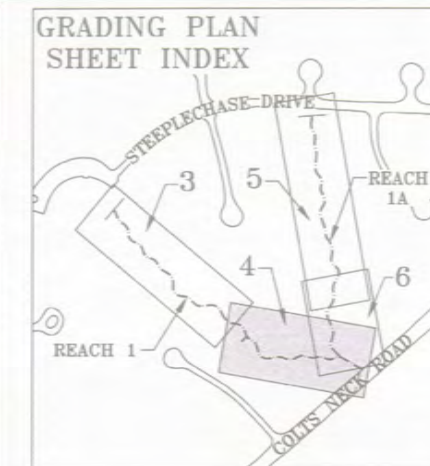 GRADING PLAN
SHEET INDEX
STEEPLECHASE DRIVE
3
5
REACH
1A
4
6
REACH 1
COLTS NECK ROAD